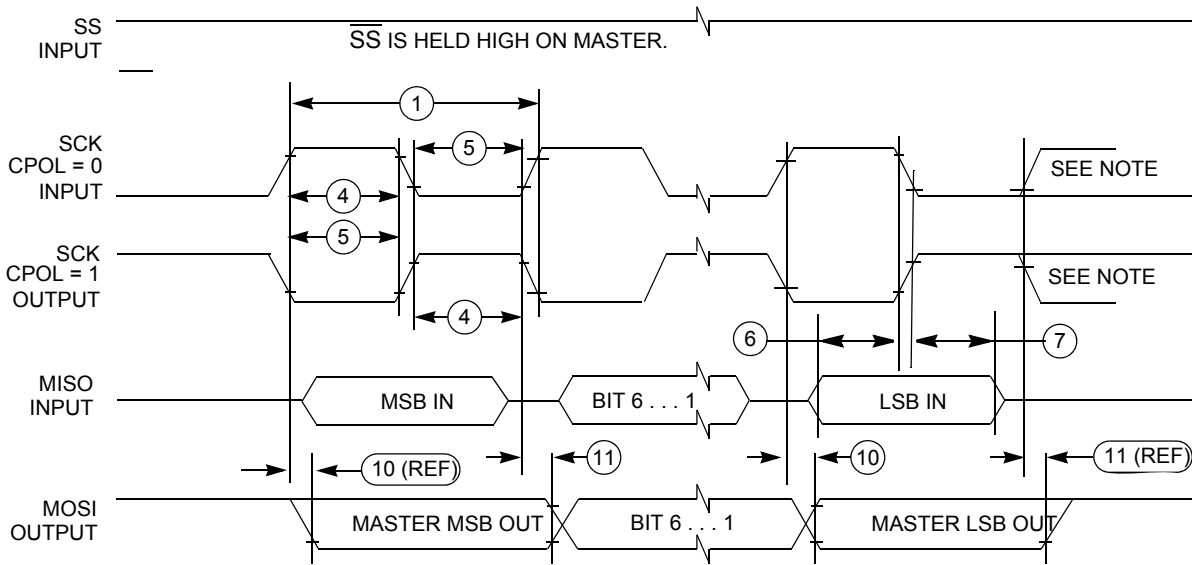 SS
INPUT
SS IS HELD HIGH ON MASTER.
1
SCK
CPOL = 0
INPUT
5
SEE NOTE
4
5
SCK
CPOL = 1
OUTPUT
SEE NOTE
4
6
7
MISO
INPUT
MSB IN
BIT 6 . . . 1
LSB IN
10 (REF)
11
10
11 (REF)
MOSI
OUTPUT
MASTER MSB OUT
BIT 6 . . . 1
MASTER LSB OUT